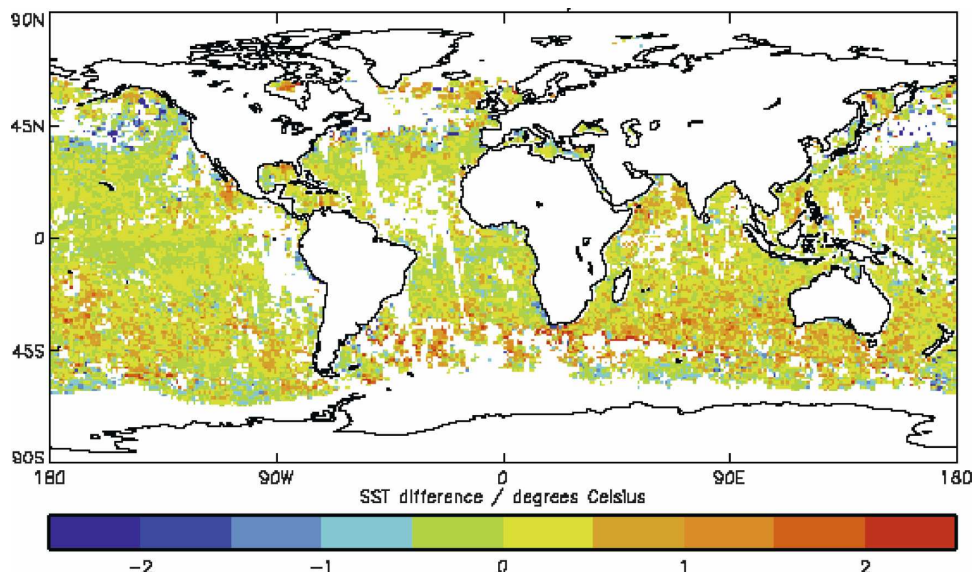 90N
45N
0
45S
90S
180 90W 0 90E 180
SST difference / degrees Celsius
−2 −1 0 1 2